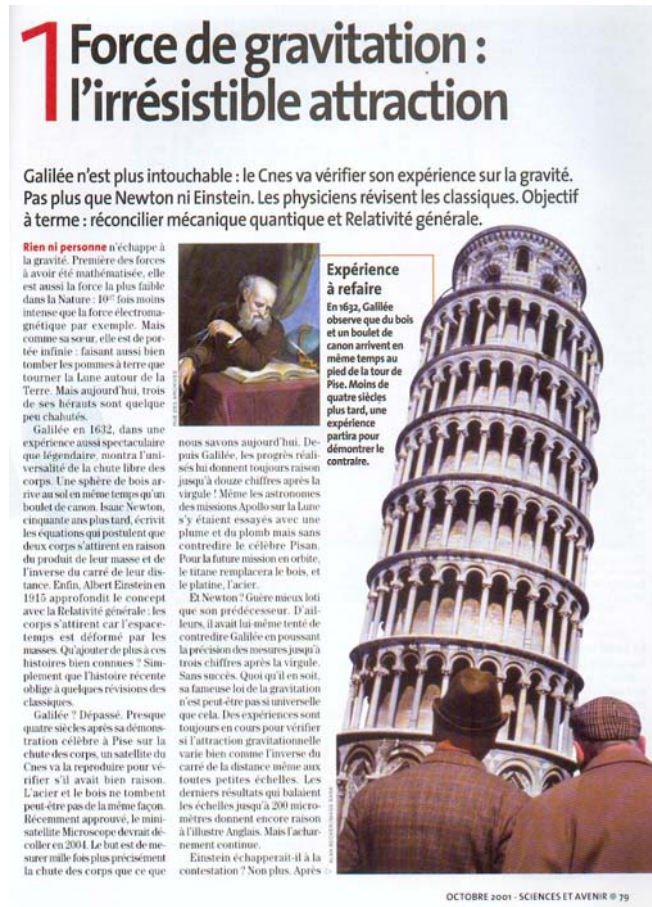 1 Force de gravitation :
l'irrésistible attraction
Galilée n'est plus intouchable : le Cnes va vérifier son expérience sur la gravité.
Pas plus que Newton ni Einstein. Les physiciens révisent les classiques. Objectif
à terme : réconcilier mécanique quantique et Relativité générale.
Rien ni personne n'échappe à
la gravité. Première des forces
à avoir été mathématisée, elle
est aussi la force la plus faible
dans la Nature : fois moins
intense que la force électroma-
gnétique par exemple. Mais
comme sa sœur, elle est de por-
tée infinie : faisant aussi bien
tomber les pommes à terre que
tourner la Lune autour de la
Terre. Mais aujourd'hui, trois
de ses hérauts sont quelque
peu chahutés.
Galilée en 1632, dans une
expérience aussi spectaculaire
que légendaire, montra l'uni-
versalité de la chute libre des
corps. Une sphère de bois ar-
rive au sol en même temps qu'un
boulet de canon. Isaac Newton,
cinquante ans plus tard, écrivit
les équations qui postulent que
deux corps s'attirent en raison
du produit de leur masse et de
l'inverse du carré de leur dis-
tance. Enfin, Albert Einstein en
1915 approfondit le concept
avec la Relativité générale : les
corps s'attirent car l'espace-
temps est déformé par les
masses. Qu'ajouter de plus à ces
histoires bien connues ? Sim-
plement que l'histoire récente
oblige à quelques révisions des
classiques.
Galilée ? Dépassé. Presque
quatre siècles après sa démons-
tration célèbre à Pise sur la
chute des corps, un satellite du
Cnes va la reproduire pour vé-
rifier s'il avait bien raison.
L'acier et le bois ne tombent
peut-être pas de la même façon.
Récemment approuvé, le mini-
satellite Microscope devrait dé-
coller en 2004. Le but est de me-
surer mille fois plus précisément
la chute des corps que ce que
nous savons aujourd'hui. De-
puis Galilée, les progrès réali-
sés lui donnent toujours raison
jusqu'à douze chiffres après la
virgule ! Même les astronomes
des missions Apollo sur la Lune
s'y étaient essayés avec une
plume et du plomb mais sans
contredire le célèbre Pisan.
Pour la future mission en orbite,
le titane remplacera le bois, et
le platine, l'acier.
Et Newton ? Guère mieux loti
que son prédécesseur. D'ail-
leurs, il avait lui-même tenté de
contredire Galilée en poussant
la précision des mesures jusqu'à
trois chiffres après la virgule.
Sans succès. Quoi qu'il en soit,
sa fameuse loi de la gravitation
n'est peut-être pas si universelle
que cela. Des expériences sont
toujours en cours pour vérifier
si l'attraction gravitationnelle
varie bien comme l'inverse du
carré de la distance même aux
toutes petites échelles. Les
derniers résultats qui balaient
les échelles jusqu'à 200 micro-
mètres donnent encore raison
à l'illustre Anglais. Mais l'achar-
nement continue.
Einstein échapperait-il à la
contestation ? Non plus. Après
Expérience
à refaire
En 1632, Galilée
observe que du bois
et un boulet de
canon arrivent en
même temps au
pied de la tour de
Pise. Moins de
quatre siècles
plus tard, une
expérience
partira pour
démontrer le
contraire.
OCTOBRE 2001 - SCIENCES ET AVENIR 79